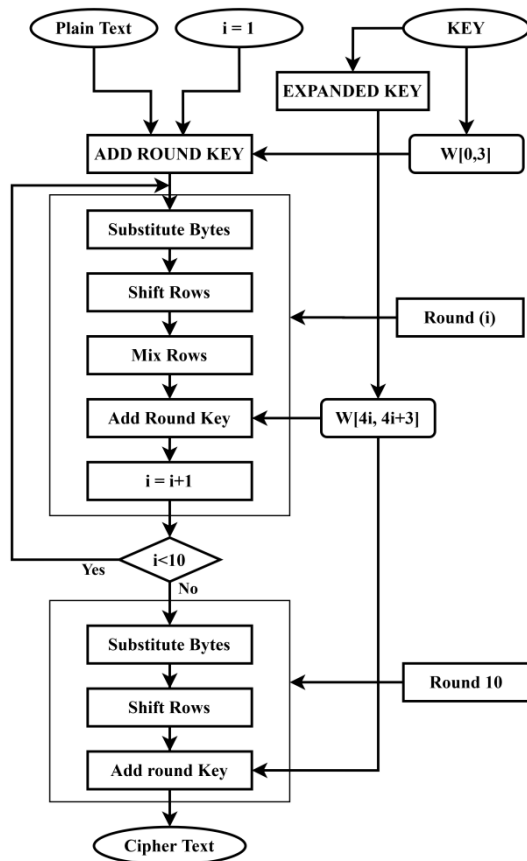 Plain Text
i = 1
KEY
EXPANDED KEY
ADD ROUND KEY
W[0,3]
Substitute Bytes
Shift Rows
Round (i)
Mix Rows
Add Round Key
W[4i, 4i+3]
i = i+1
i<10
Yes
No
Substitute Bytes
Round 10
Shift Rows
Add round Key
Cipher Text